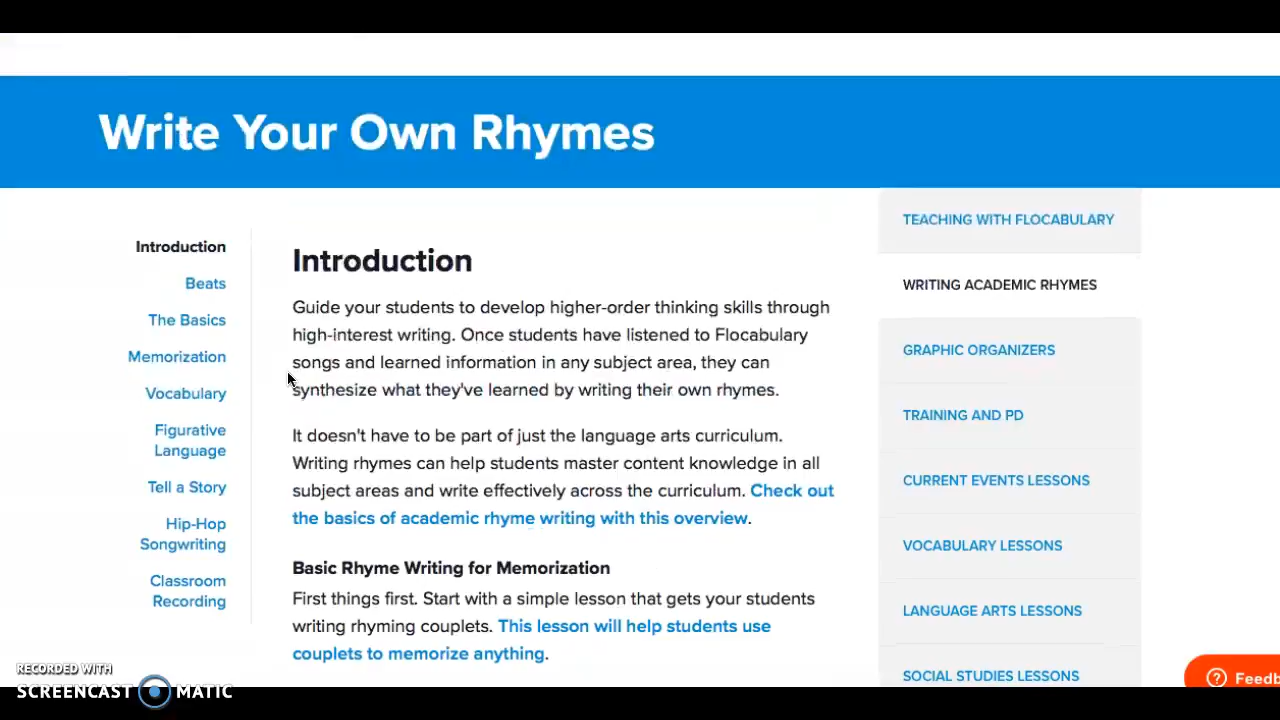 Write Your Own Rhymes
Introduction
Beats
The Basics
Memorization
Vocabulary
Figurative
Language
Tell a Story
Hip-Hop
Songwriting
Classroom
Recording
Introduction
Guide your students to develop higher-order thinking skills through
high-interest writing. Once students have listened to Flocabulary
songs and learned information in any subject area, they can
synthesize what they've learned by writing their own rhymes.
It doesn't have to be part of just the language arts curriculum.
Writing rhymes can help students master content knowledge in all
subject areas and write effectively across the curriculum. Check out
the basics of academic rhyme writing with this overview.
Basic Rhyme Writing for Memorization
First things first. Start with a simple lesson that gets your students
writing rhyming couplets. This lesson will help students use
couplets to memorize anything.
TEACHING WITH FLOCABULARY
WRITING ACADEMIC RHYMES
GRAPHIC ORGANIZERS
TRAINING AND PD
CURRENT EVENTS LESSONS
VOCABULARY LESSONS
LANGUAGE ARTS LESSONS
SOCIAL STUDIES LESSONS
? Feedb
RECORDED WITH
SCREENCAST MATIC